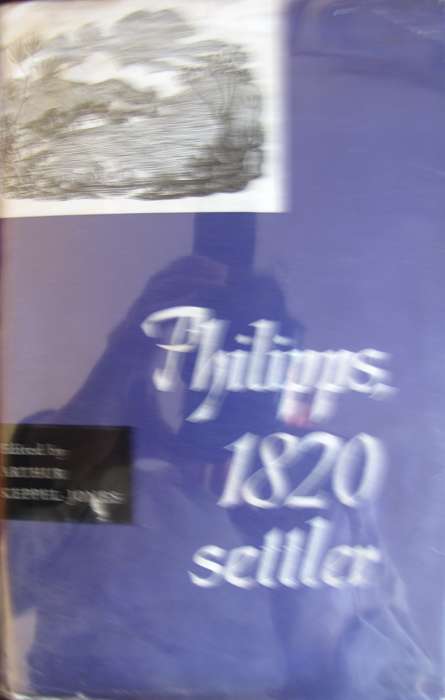 Philipps,
1820
settler
Edited by
ARTHUR
KEPPEL-JONES